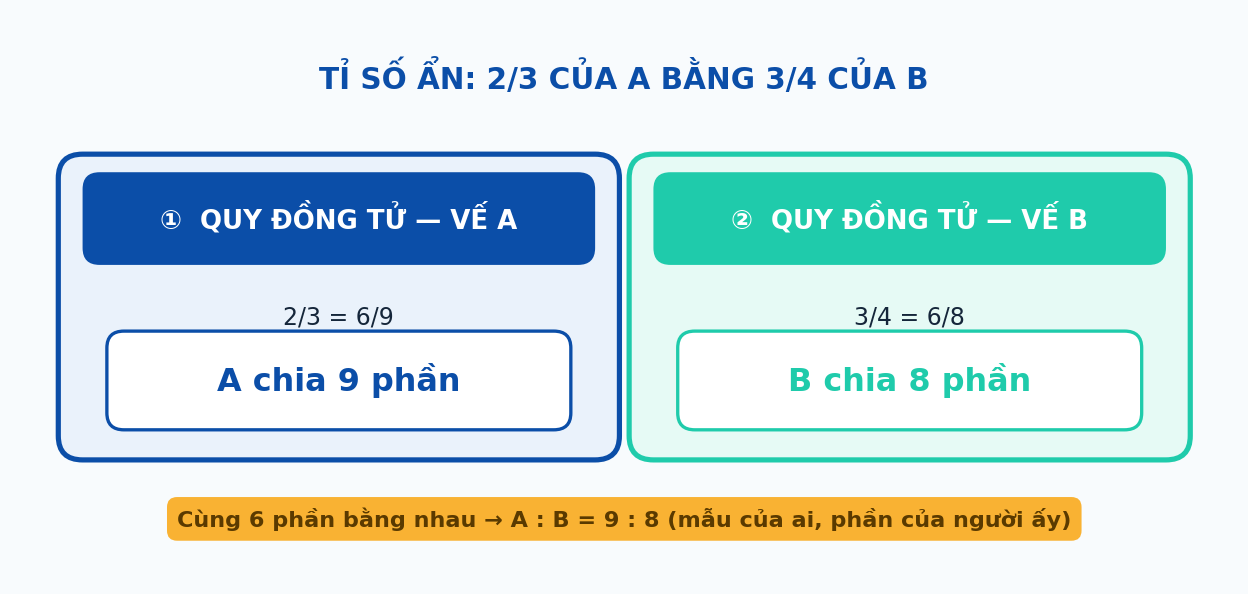 TỈ SỐ ẨN: 2/3 CỦA A BẰNG 3/4 CỦA B
① QUY ĐỒNG TỬ — VẾ A
2/3 = 6/9
A chia 9 phần
② QUY ĐỒNG TỬ — VẾ B
3/4 = 6/8
B chia 8 phần
Cùng 6 phần bằng nhau → A : B = 9 : 8 (mẫu của ai, phần của người ấy)